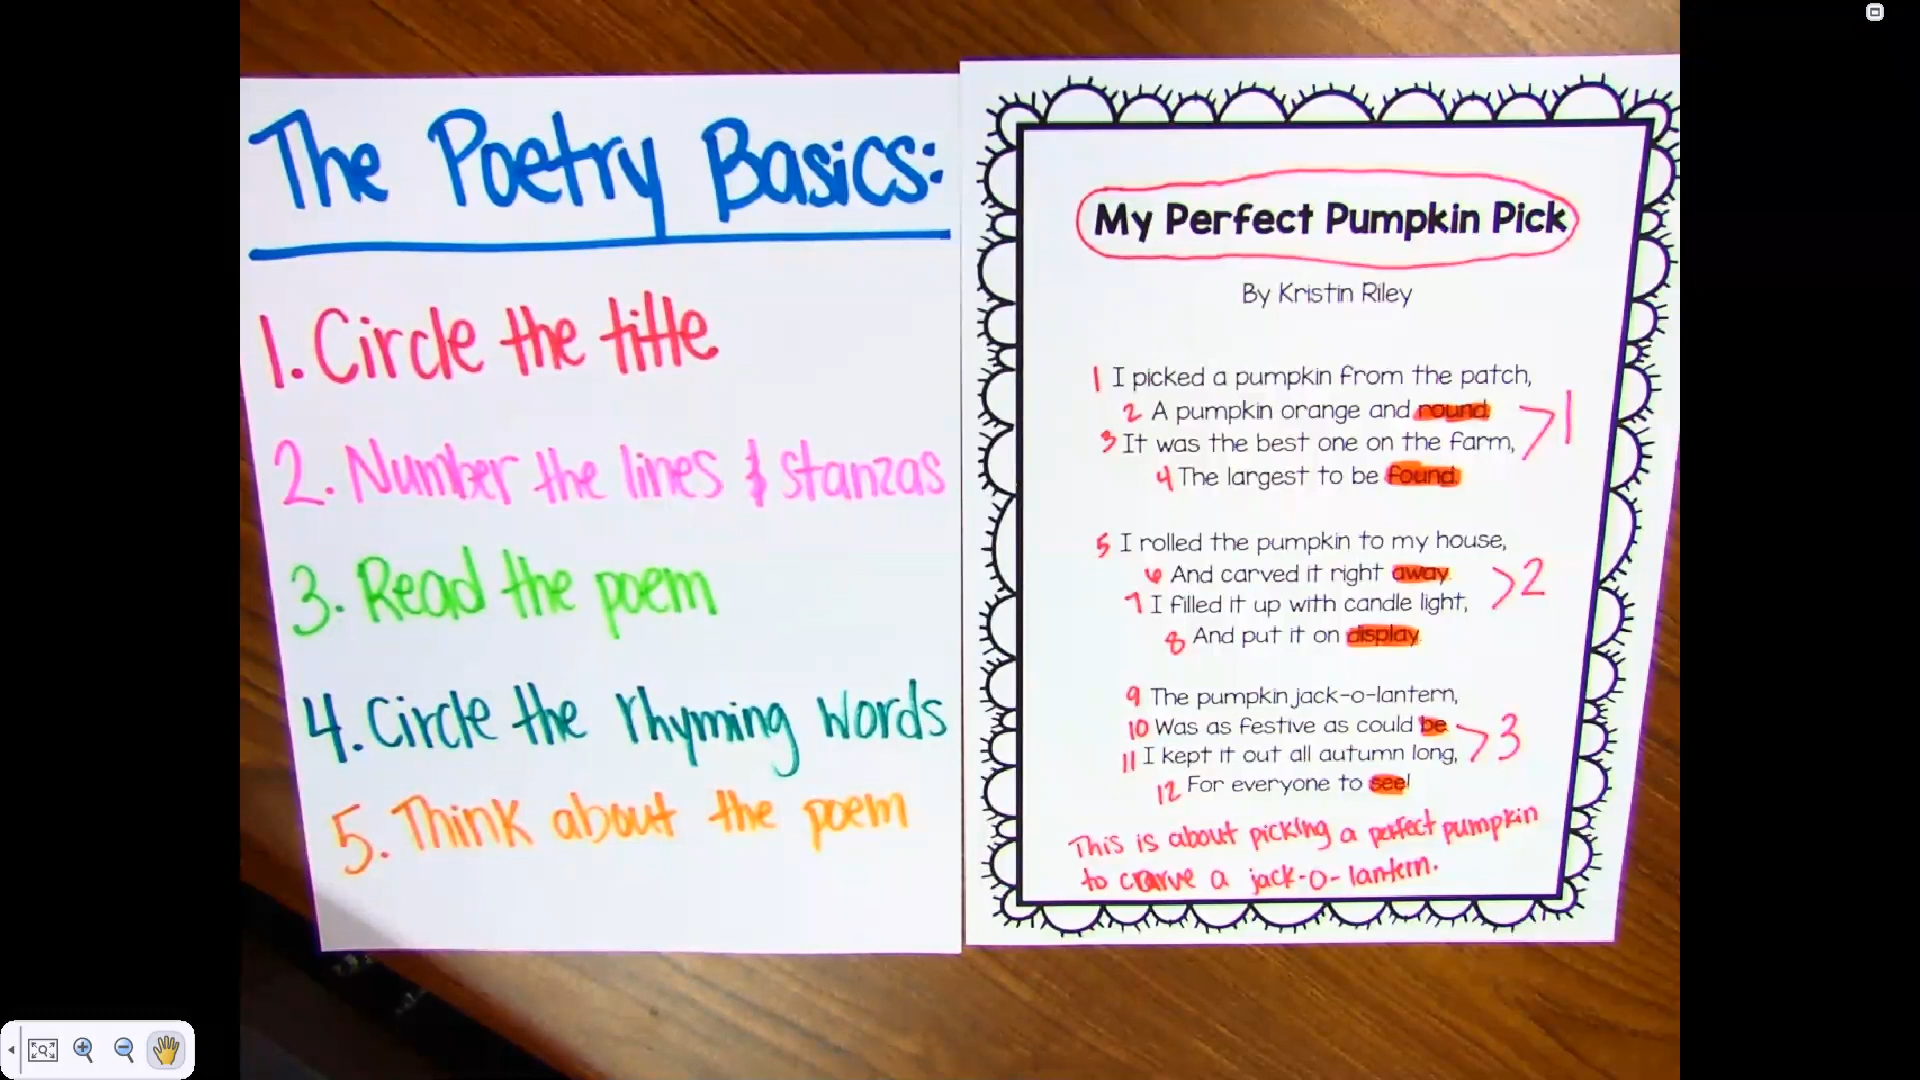 The Poetry Basics:
1. Circle the title
2. Number the lines & stanzas
3. Read the poem
4. Circle the rhyming words
5. Think about the poem
My Perfect Pumpkin Pick
By Kristin Riley
1 I picked a pumpkin from the patch,
2 A pumpkin orange and round.
3 It was the best one on the farm,
4 The largest to be found.
>1
5 I rolled the pumpkin to my house,
6 And carved it right away.
7 I filled it up with candle light,
8 And put it on display.
>2
9 The pumpkin jack-o-lantern,
10 Was as festive as could be
11 I kept it out all autumn long,
12 For everyone to see!
>3
This is about picking a perfect pumpkin
to carve a jack-o-lantern.